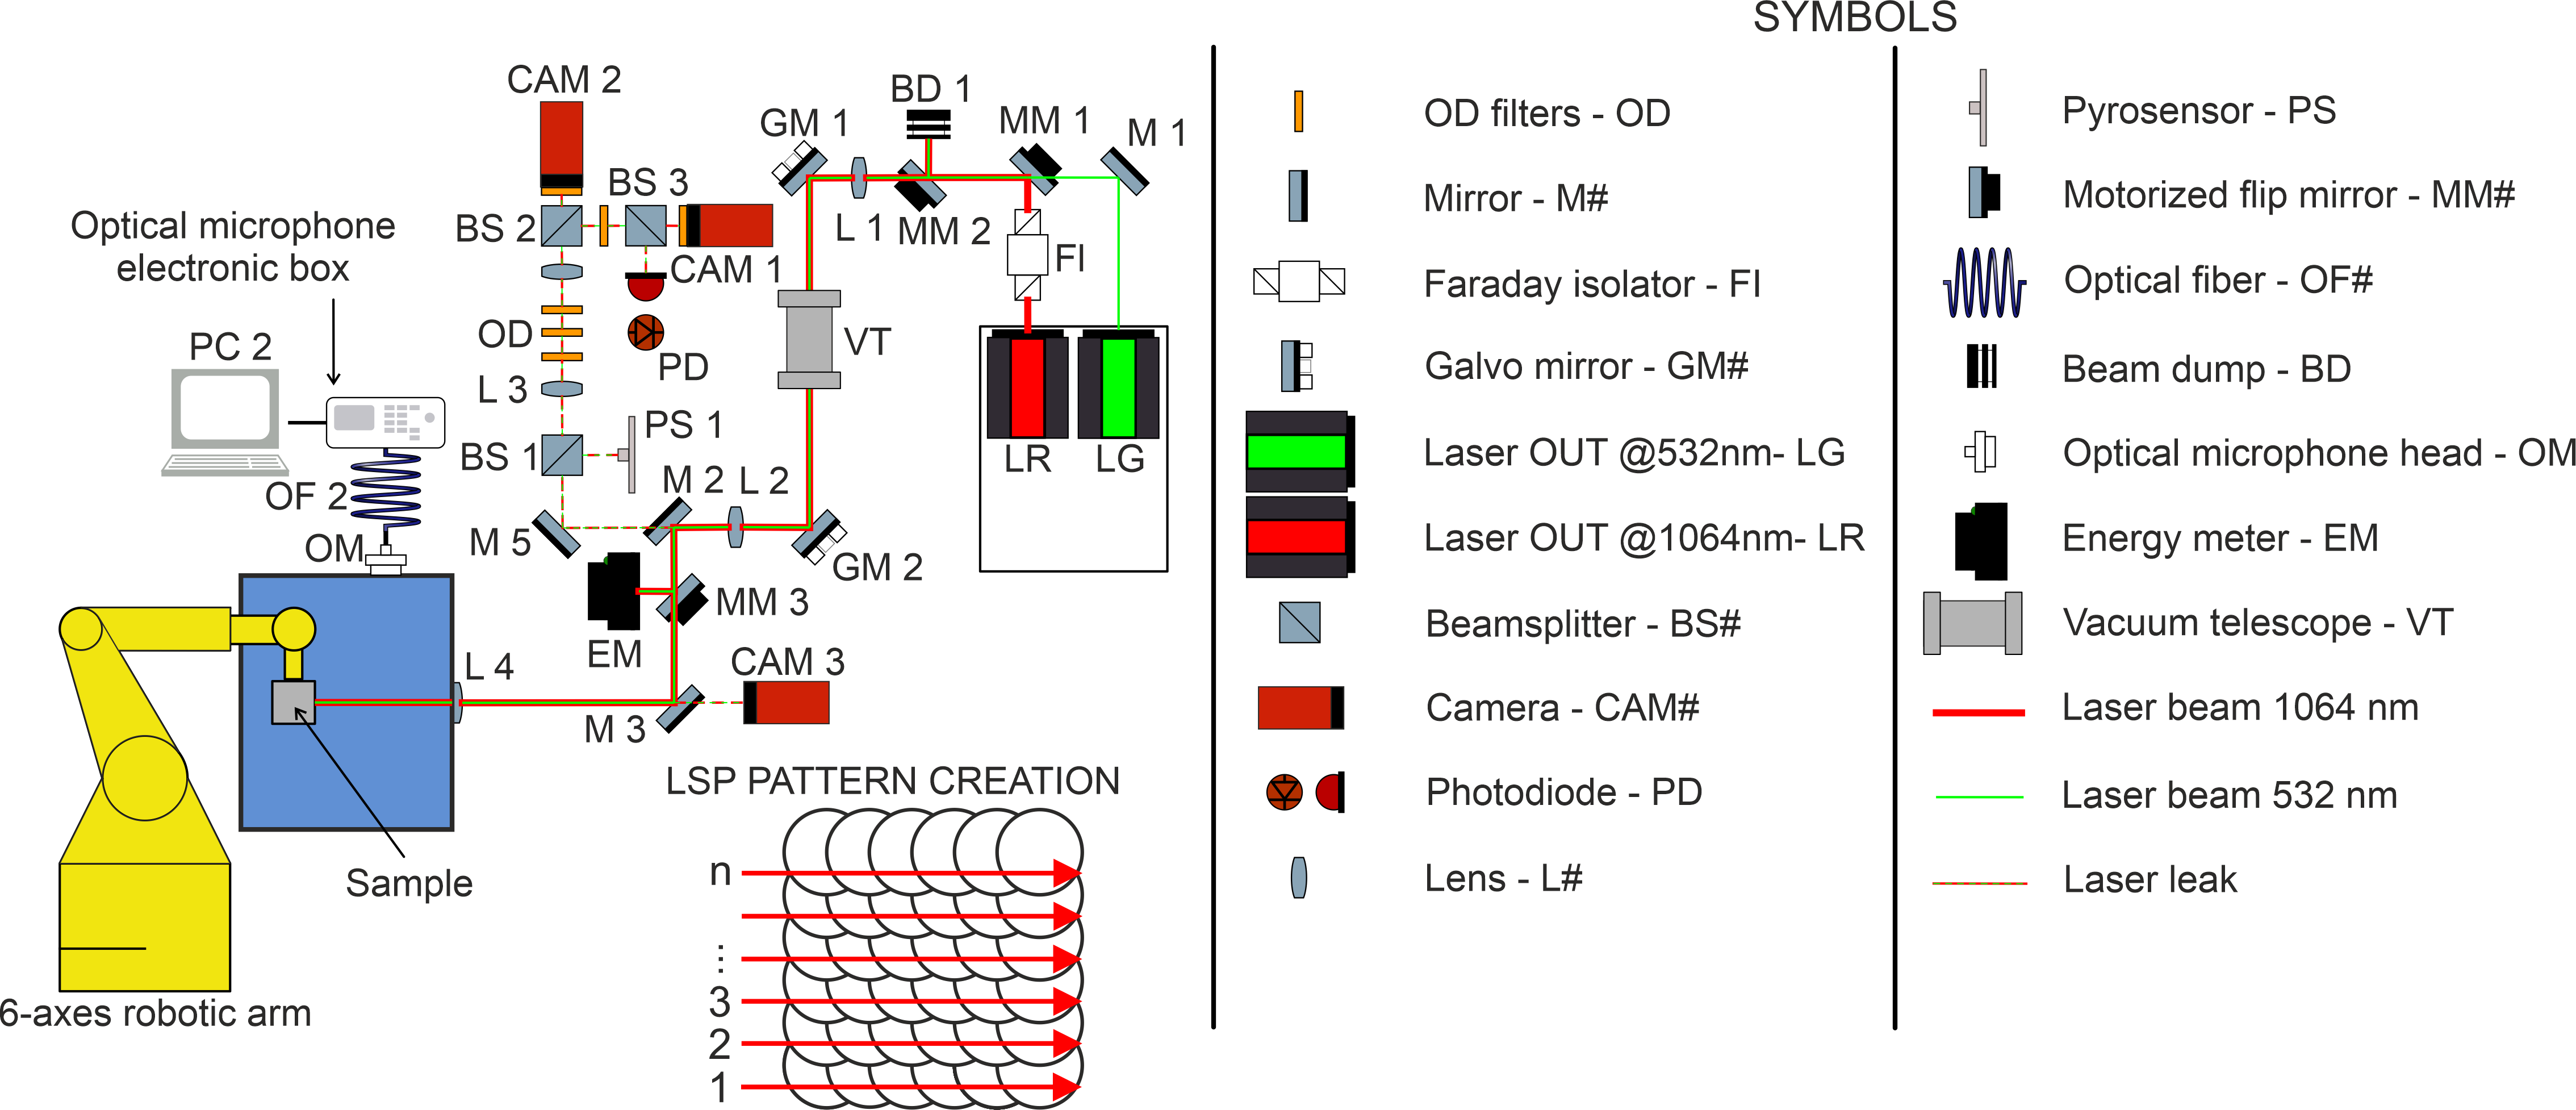 SYMBOLS
CAM 2
BD 1
GM 1
MM 1
M 1
BS 3
BS 2
L 1
MM 2
FI
CAM 1
Optical microphone
electronic box
OD
VT
PC 2
PD
L 3
PS 1
BS 1
LR
LG
M 2
L 2
OF 2
M 5
OM
GM 2
MM 3
EM
CAM 3
L 4
M 3
LSP PATTERN CREATION
n
Sample
⋮
3
6-axes robotic arm
2
1
OD filters - OD
Mirror - M#
Faraday isolator - FI
Galvo mirror - GM#
Laser OUT @532nm- LG
Laser OUT @1064nm- LR
Beamsplitter - BS#
Camera - CAM#
Photodiode - PD
Lens - L#
Pyrosensor - PS
Motorized flip mirror - MM#
Optical fiber - OF#
Beam dump - BD
Optical microphone head - OM
Energy meter - EM
Vacuum telescope - VT
Laser beam 1064 nm
Laser beam 532 nm
Laser leak